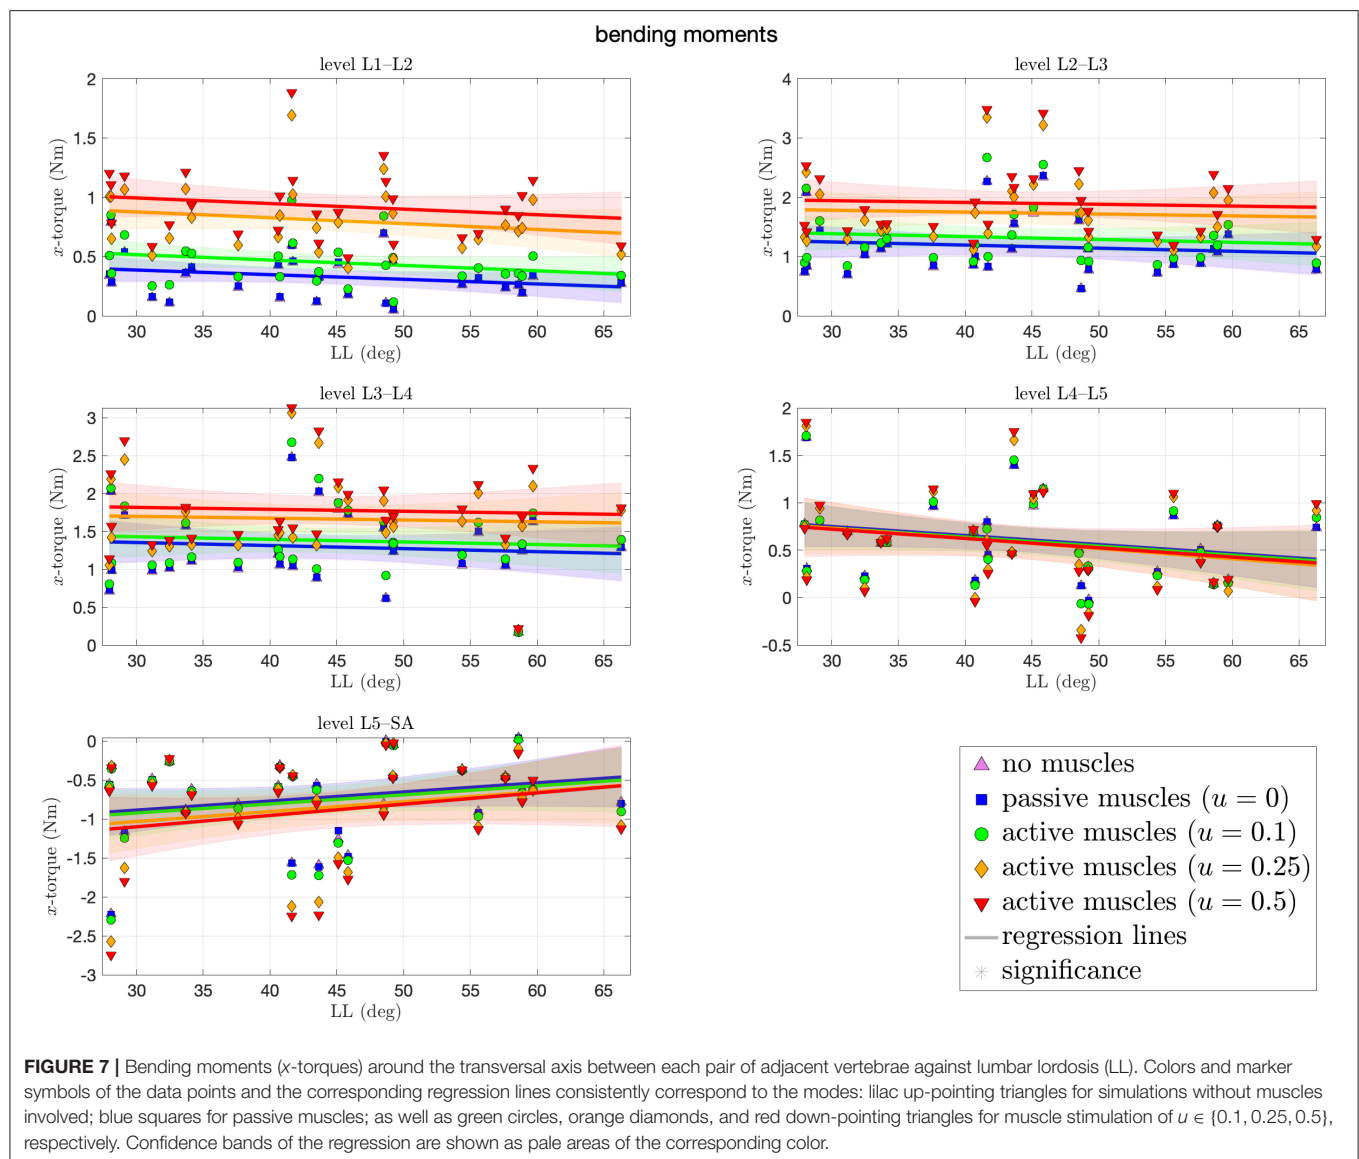 bending moments
level L1–L2
2
1.5
1
0.5
0
x-torque (Nm)
30 35 40 45 50 55 60 65
LL (deg)
level L2–L3
4
3
2
1
0
x-torque (Nm)
30 35 40 45 50 55 60 65
LL (deg)
level L3–L4
3
2.5
2
1.5
1
0.5
0
x-torque (Nm)
30 35 40 45 50 55 60 65
LL (deg)
level L4–L5
2
1.5
1
0.5
0
-0.5
x-torque (Nm)
30 35 40 45 50 55 60 65
LL (deg)
level L5–SA
0
-0.5
-1
-1.5
-2
-2.5
-3
x-torque (Nm)
30 35 40 45 50 55 60 65
LL (deg)
no muscles
passive muscles (u = 0)
active muscles (u = 0.1)
active muscles (u = 0.25)
active muscles (u = 0.5)
regression lines
significance
FIGURE 7 | Bending moments (x-torques) around the transversal axis between each pair of adjacent vertebrae against lumbar lordosis (LL). Colors and marker
symbols of the data points and the corresponding regression lines consistently correspond to the modes: lilac up-pointing triangles for simulations without muscles
involved; blue squares for passive muscles; as well as green circles, orange diamonds, and red down-pointing triangles for muscle stimulation of u ∈ {0.1, 0.25, 0.5},
respectively. Confidence bands of the regression are shown as pale areas of the corresponding color.